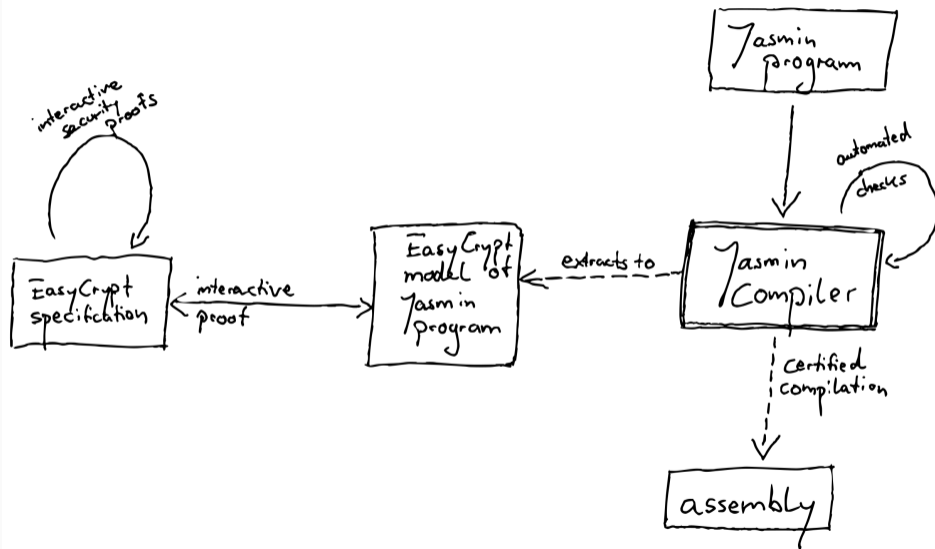 Jasmin
program
interactive
security
proofs
automated
checks
EasyCrypt
specification
interactive
proof
EasyCrypt
model of
Jasmin
program
extracts to
Jasmin
Compiler
certified
compilation
assembly